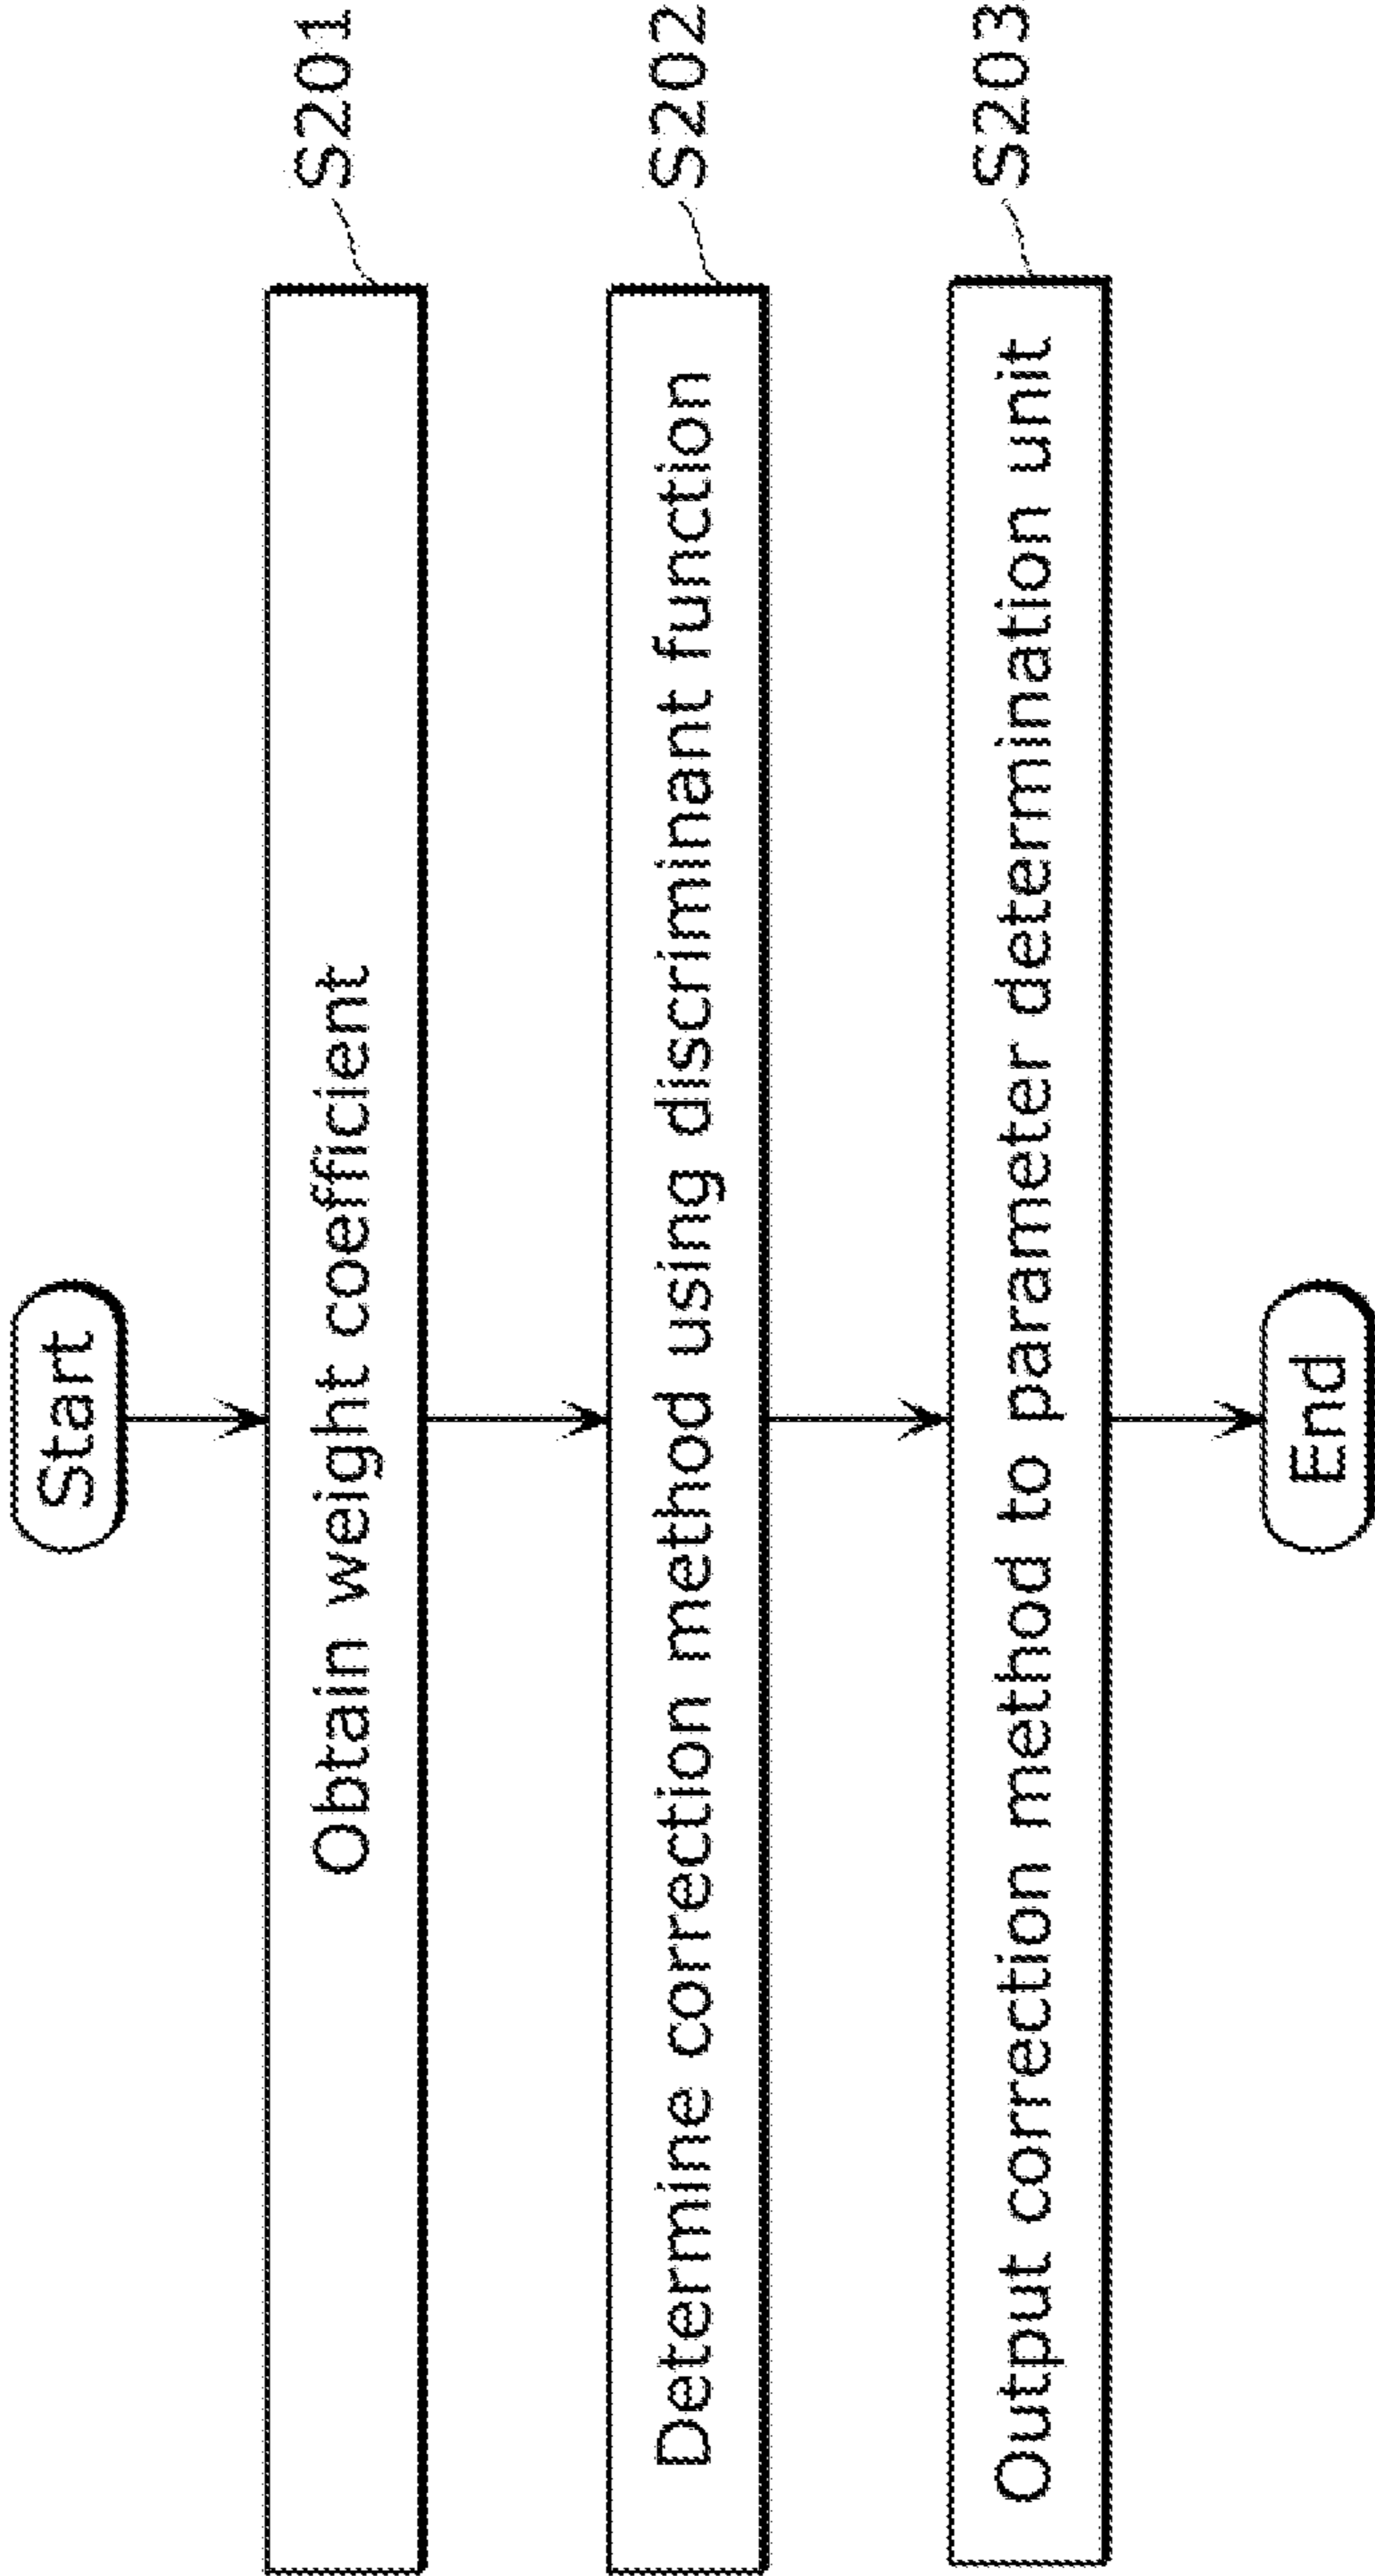 Start
Obtain weight coefficient
S201
Determine correction method using discriminant function
S202
Output correction method to parameter determination unit
S203
End